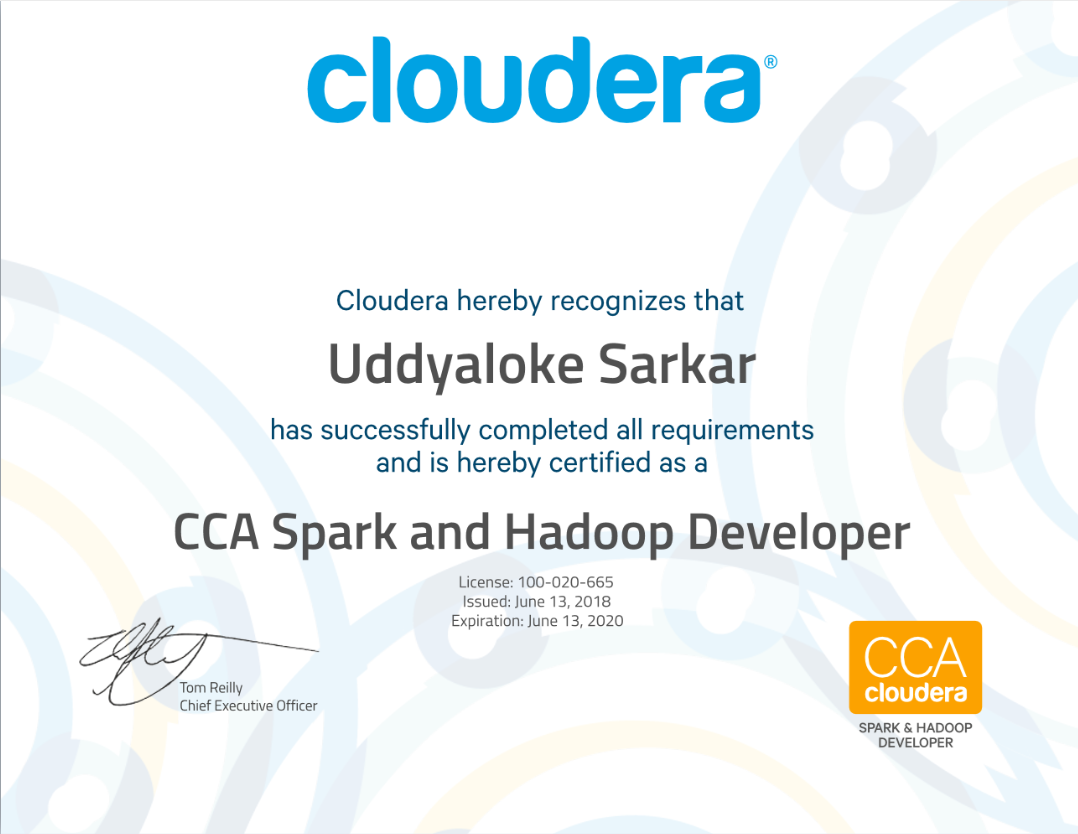 cloudera®
Cloudera hereby recognizes that
Uddyaloke Sarkar
has successfully completed all requirements
and is hereby certified as a
CCA Spark and Hadoop Developer
License: 100-020-665
Issued: June 13, 2018
Expiration: June 13, 2020
Tom Reilly
Chief Executive Officer
CCA
cloudera
SPARK & HADOOP
DEVELOPER